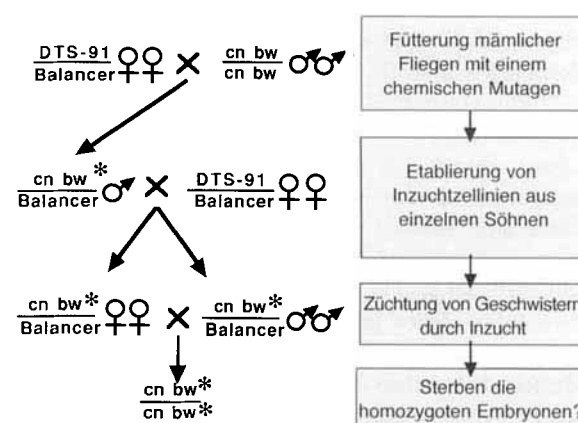 DTS-91
Balancer
cn bw
cn bw
cn bw*
Balancer
DTS-91
Balancer
cn bw*
Balancer
cn bw*
Balancer
cn bw*
cn bw*
Fütterung mämlicher
Fliegen mit einem
chemischen Mutagen
Etablierung von
Inzuchtzellinien aus
einzelnen Söhnen
Züchtung von Geschwistern
durch Inzucht
Sterben die
homozygoten Embryonen?